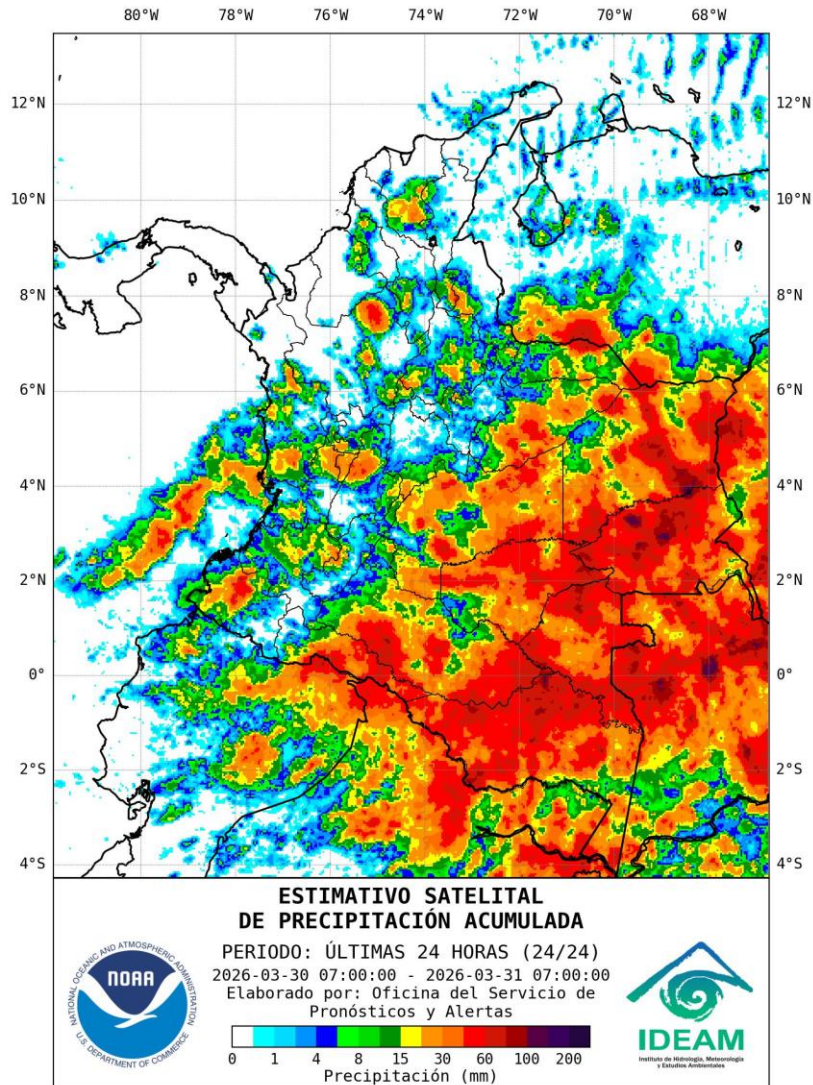 80°W 78°W 76°W 74°W 72°W 70°W 68°W
12°N 12°N
10°N 10°N
8°N 8°N
6°N 6°N
4°N 4°N
2°N 2°N
0° 0°
2°S 2°S
4°S 4°S
ESTIMATIVO SATELITAL
DE PRECIPITACIÓN ACUMULADA
PERIODO: ÚLTIMAS 24 HORAS (24/24)
2026-03-30 07:00:00 - 2026-03-31 07:00:00
Elaborado por: Oficina del Servicio de
Pronósticos y Alertas
0 1 4 8 15 30 60 100 200
Precipitación (mm)
NATIONAL OCEANIC AND ATMOSPHERIC ADMINISTRATION
NOAA
U.S. DEPARTMENT OF COMMERCE
IDEAM
Instituto de Hidrología, Meteorología
y Estudios Ambientales